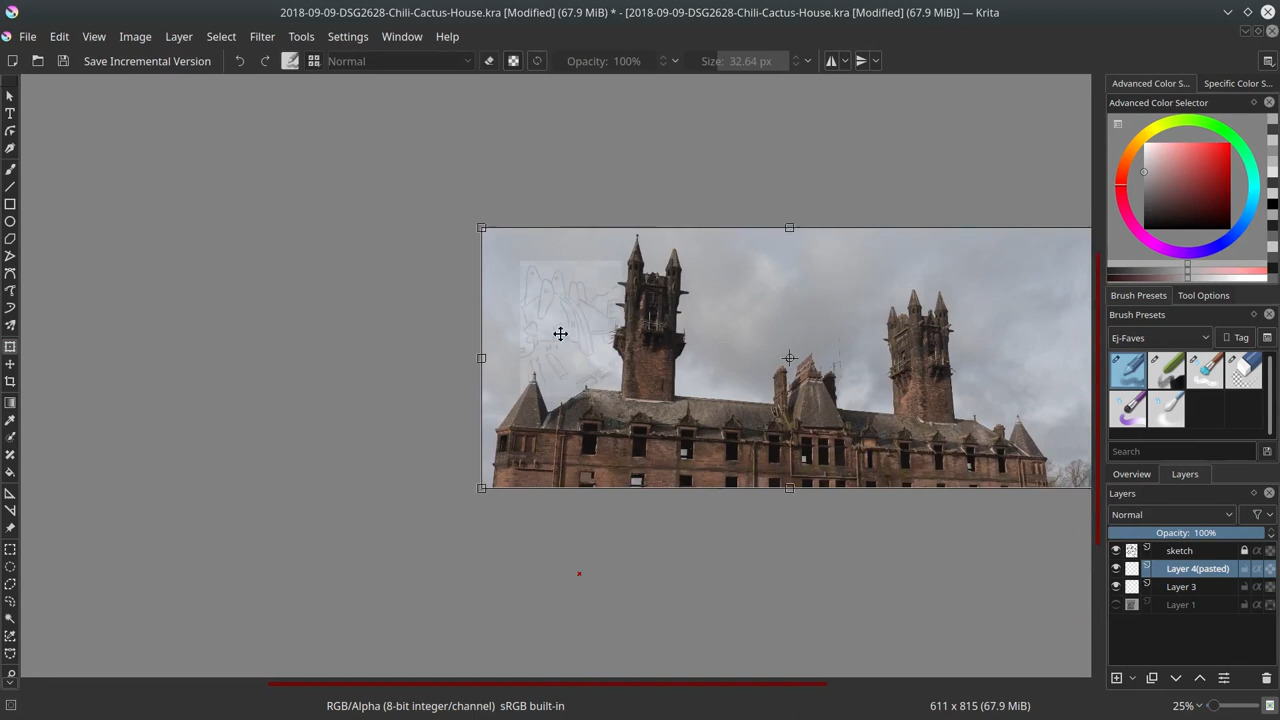 2018-09-09-DSG2628-Chili-Cactus-House.kra [Modified] (67.9 MiB) * - [2018-09-09-DSG2628-Chili-Cactus-House.kra [Modified] (67.9 MiB)] — Krita
File Edit View Image Layer Select Filter Tools Settings Window Help
Save Incremental Version Normal Opacity: 100% Size: 32.64 px
Advanced Color S... Specific Color S...
Advanced Color Selector
Brush Presets Tool Options
Brush Presets
Ej-Faves Tag
Search
Overview Layers
Layers
Normal
Opacity: 100%
sketch
Layer 4(pasted)
Layer 3
Layer 1
RGB/Alpha (8-bit integer/channel) sRGB built-in 611 x 815 (67.9 MiB) 25%